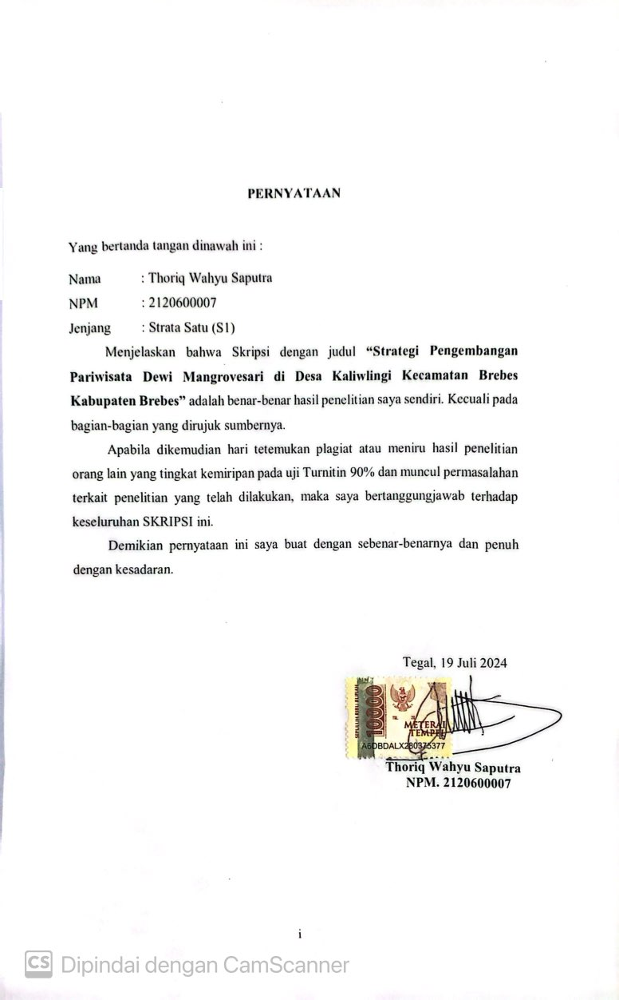 PERNYATAAN
Yang bertanda tangan dinawah ini :
Nama : Thoriq Wahyu Saputra
NPM : 2120600007
Jenjang : Strata Satu (S1)
Menjelaskan bahwa Skripsi dengan judul “Strategi Pengembangan
Pariwisata Dewi Mangrovesari di Desa Kaliwlingi Kecamatan Brebes
Kabupaten Brebes” adalah benar-benar hasil penelitian saya sendiri. Kecuali pada
bagian-bagian yang dirujuk sumbernya.
Apabila dikemudian hari tetemukan plagiat atau meniru hasil penelitian
orang lain yang tingkat kemiripan pada uji Turnitin 90% dan muncul permasalahan
terkait penelitian yang telah dilakukan, maka saya bertanggungjawab terhadap
keseluruhan SKRIPSI ini.
Demikian pernyataan ini saya buat dengan sebenar-benarnya dan penuh
dengan kesadaran.
Tegal, 19 Juli 2024
SEPULUH RIBU RUPIAH
10000
TGL. 20
METERAI
TEMPEL
A6DBDALX280375377
Thoriq Wahyu Saputra
NPM. 2120600007
i
CS Dipindai dengan CamScanner